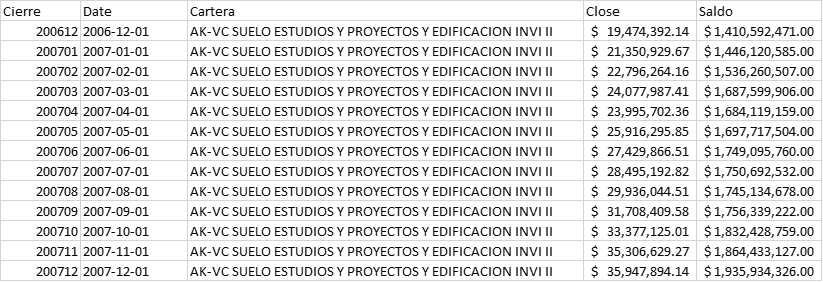 Cierre Date Cartera Close Saldo
200612 2006-12-01 AK-VC SUELO ESTUDIOS Y PROYECTOS Y EDIFICACION INVI II $ 19,474,392.14 $ 1,410,592,471.00
200701 2007-01-01 AK-VC SUELO ESTUDIOS Y PROYECTOS Y EDIFICACION INVI II $ 21,350,929.67 $ 1,446,120,585.00
200702 2007-02-01 AK-VC SUELO ESTUDIOS Y PROYECTOS Y EDIFICACION INVI II $ 22,796,264.16 $ 1,536,260,507.00
200703 2007-03-01 AK-VC SUELO ESTUDIOS Y PROYECTOS Y EDIFICACION INVI II $ 24,077,987.41 $ 1,687,599,906.00
200704 2007-04-01 AK-VC SUELO ESTUDIOS Y PROYECTOS Y EDIFICACION INVI II $ 23,995,702.36 $ 1,684,119,159.00
200705 2007-05-01 AK-VC SUELO ESTUDIOS Y PROYECTOS Y EDIFICACION INVI II $ 25,916,295.85 $ 1,697,717,504.00
200706 2007-06-01 AK-VC SUELO ESTUDIOS Y PROYECTOS Y EDIFICACION INVI II $ 27,429,866.51 $ 1,749,095,760.00
200707 2007-07-01 AK-VC SUELO ESTUDIOS Y PROYECTOS Y EDIFICACION INVI II $ 28,495,192.82 $ 1,750,692,532.00
200708 2007-08-01 AK-VC SUELO ESTUDIOS Y PROYECTOS Y EDIFICACION INVI II $ 29,936,044.51 $ 1,745,134,678.00
200709 2007-09-01 AK-VC SUELO ESTUDIOS Y PROYECTOS Y EDIFICACION INVI II $ 31,708,409.58 $ 1,756,339,222.00
200710 2007-10-01 AK-VC SUELO ESTUDIOS Y PROYECTOS Y EDIFICACION INVI II $ 33,377,125.01 $ 1,832,428,759.00
200711 2007-11-01 AK-VC SUELO ESTUDIOS Y PROYECTOS Y EDIFICACION INVI II $ 35,306,629.27 $ 1,864,433,127.00
200712 2007-12-01 AK-VC SUELO ESTUDIOS Y PROYECTOS Y EDIFICACION INVI II $ 35,947,894.14 $ 1,935,934,326.00